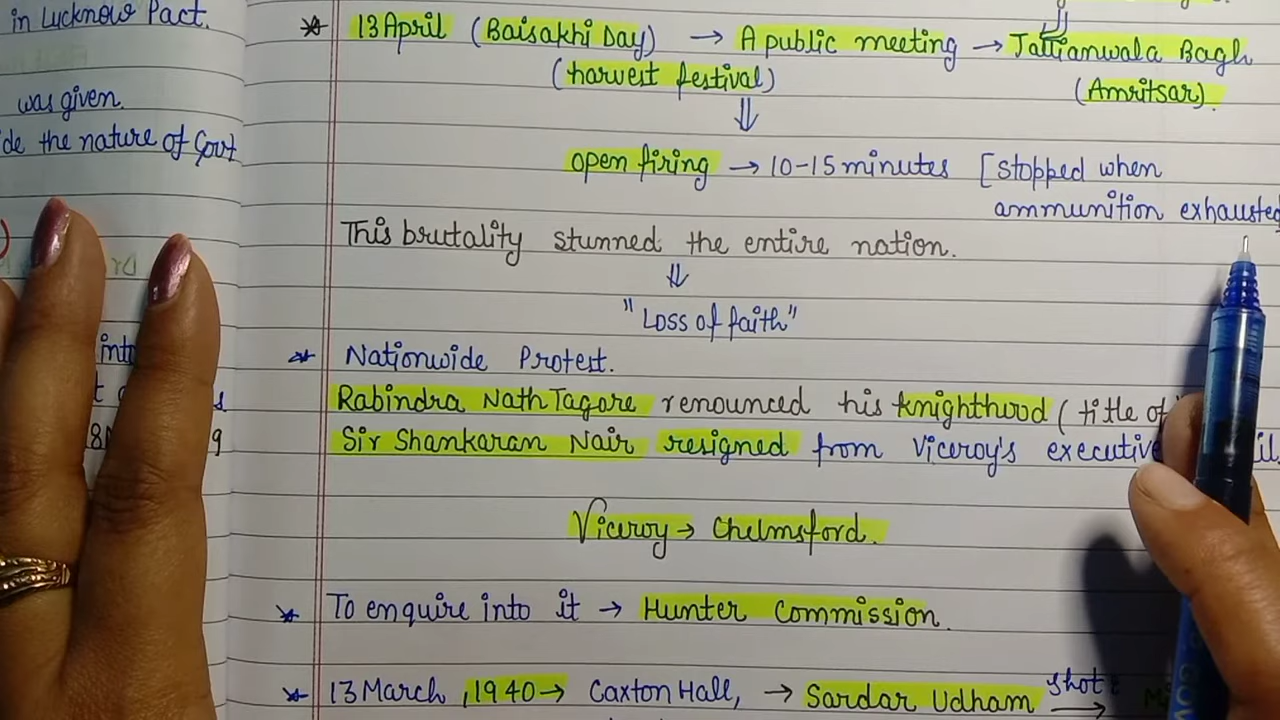 in Lucknow Pact.
was given.
ide the nature of Govt
into
13 April (Baisakhi Day) → A public meeting → Jallianwala Bagh
(harvest festival)
(Amritsar).
⇓
open firing → 10-15 minutes [stopped when
ammunition exhausted
This brutality stunned the entire nation.
⇓
"Loss of faith"
* Nationwide Protest.
Rabindra Nath Tagore renounced his knighthood (title of
Sir Shankaran Nair resigned from Viceroy's executive
Viceroy → Chelmsford.
* To enquire into it → Hunter Commission.
* 13 March, 1940 → Caxton Hall, → Sardar Udham shot →